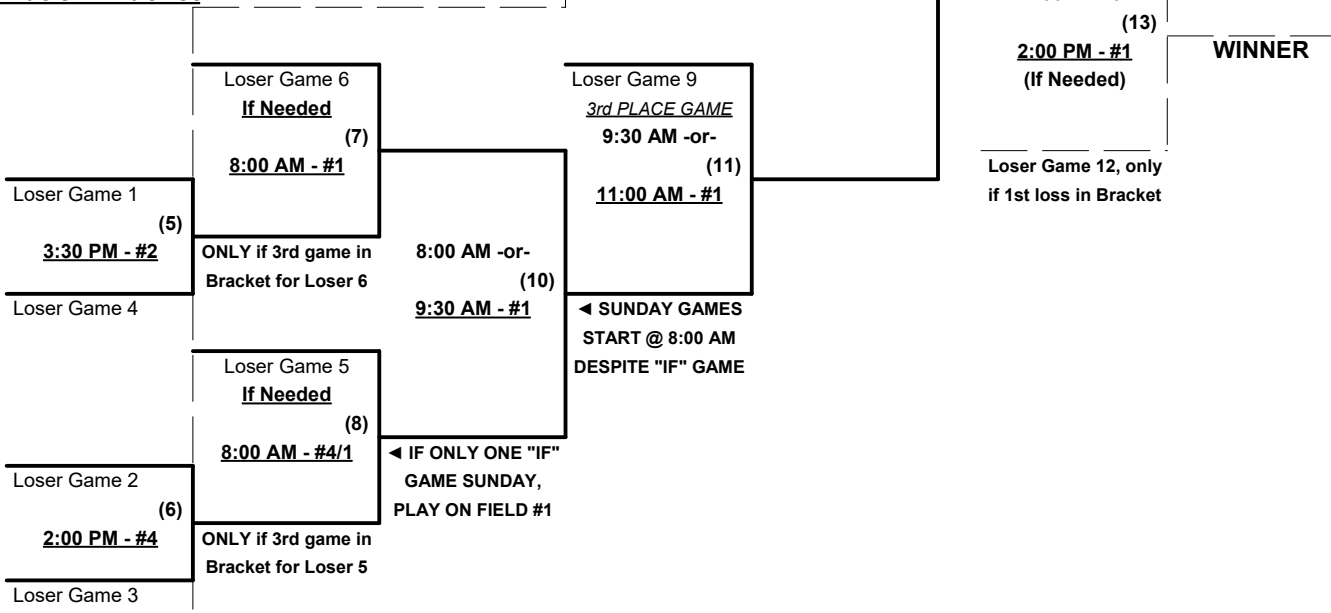 (13)
2:00 PM - #1
(If Needed)
WINNER
Loser Game 6
If Needed
(7)
8:00 AM - #1
Loser Game 9
3rd PLACE GAME
9:30 AM -or-
(11)
11:00 AM - #1
Loser Game 12, only
if 1st loss in Bracket
Loser Game 1
(5)
3:30 PM - #2
Loser Game 4
ONLY if 3rd game in
Bracket for Loser 6
8:00 AM -or-
(10)
9:30 AM - #1
◄ SUNDAY GAMES
START @ 8:00 AM
DESPITE "IF" GAME
Loser Game 5
If Needed
(8)
8:00 AM - #4/1
◄ IF ONLY ONE "IF"
GAME SUNDAY,
PLAY ON FIELD #1
Loser Game 2
(6)
2:00 PM - #4
Loser Game 3
ONLY if 3rd game in
Bracket for Loser 5